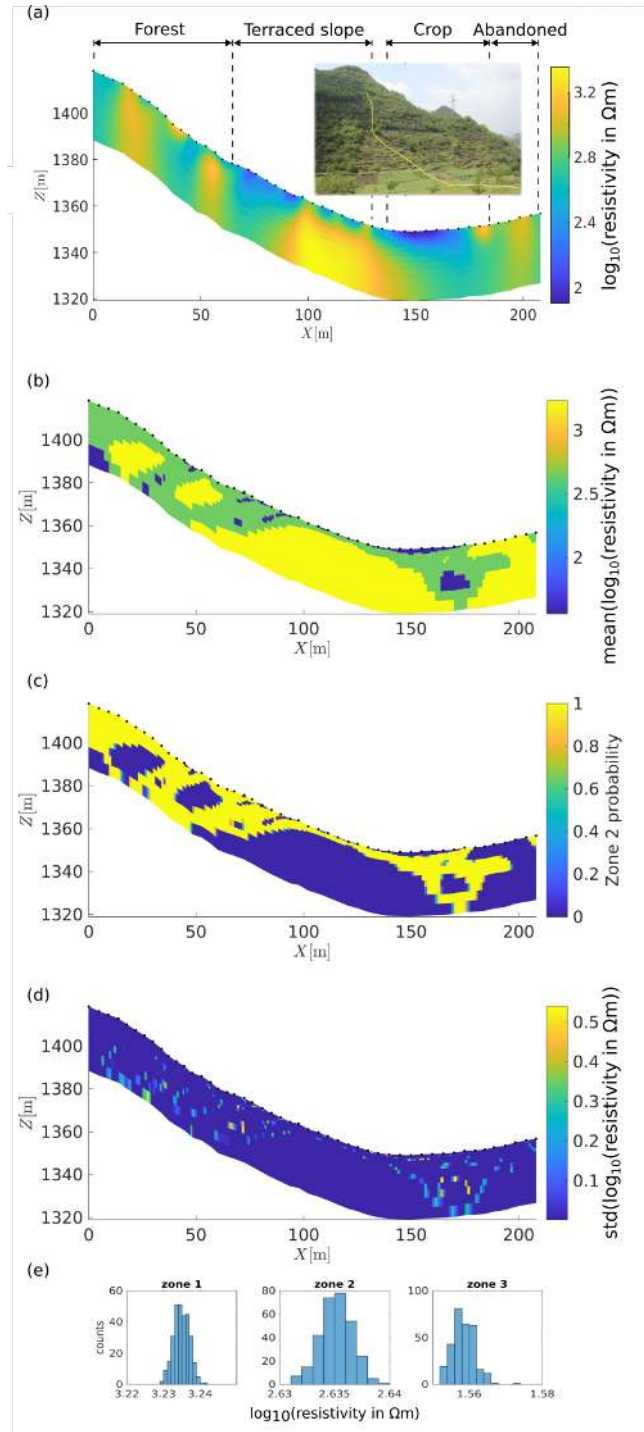 (a)
Forest Terraced slope Crop Abandoned
1400
1380
1360
1340
1320
Z[m]
0 50 100 150 200
X[m]
3.2
3
2.8
2.6
2.4
2.2
2
log10(resistivity in Ωm)
(b)
1400
1380
1360
1340
1320
Z[m]
0 50 100 150 200
X[m]
3
2.5
2
mean(log10(resistivity in Ωm))
(c)
1400
1380
1360
1340
1320
Z[m]
0 50 100 150 200
X[m]
1
0.8
0.6
0.4
0.2
0
Zone 2 probability
(d)
1400
1380
1360
1340
1320
Z[m]
0 50 100 150 200
X[m]
0.5
0.4
0.3
0.2
0.1
std(log10(resistivity in Ωm))
(e)
zone 1 zone 2 zone 3
counts
60
40
20
0
3.22 3.23 3.24
80
60
40
20
0
2.63 2.635 2.64
100
50
0
1.56 1.58
log10(resistivity in Ωm)